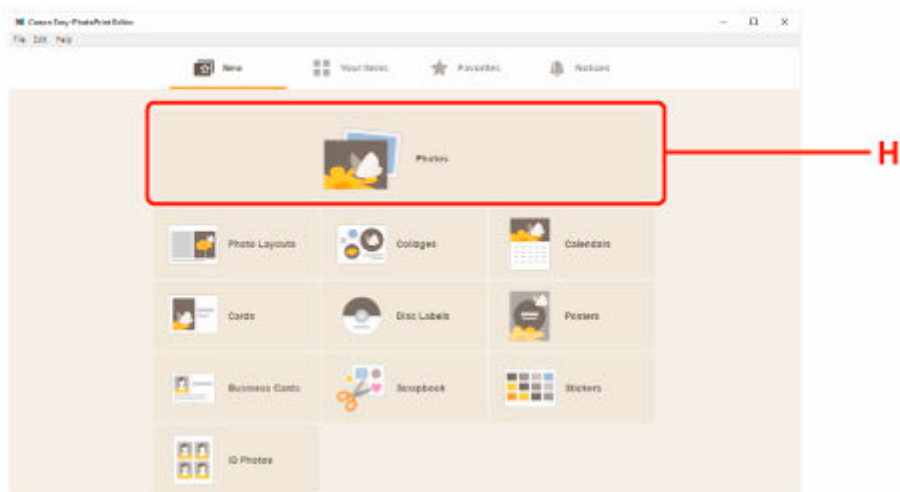 Canon Easy-PhotoPrint Editor
File Edit Help
New Your Items Favorites Notices
Photos
H
Photo Layouts Collages Calendars
Cards Disc Labels Posters
Business Cards Scrapbook Stickers
ID Photos